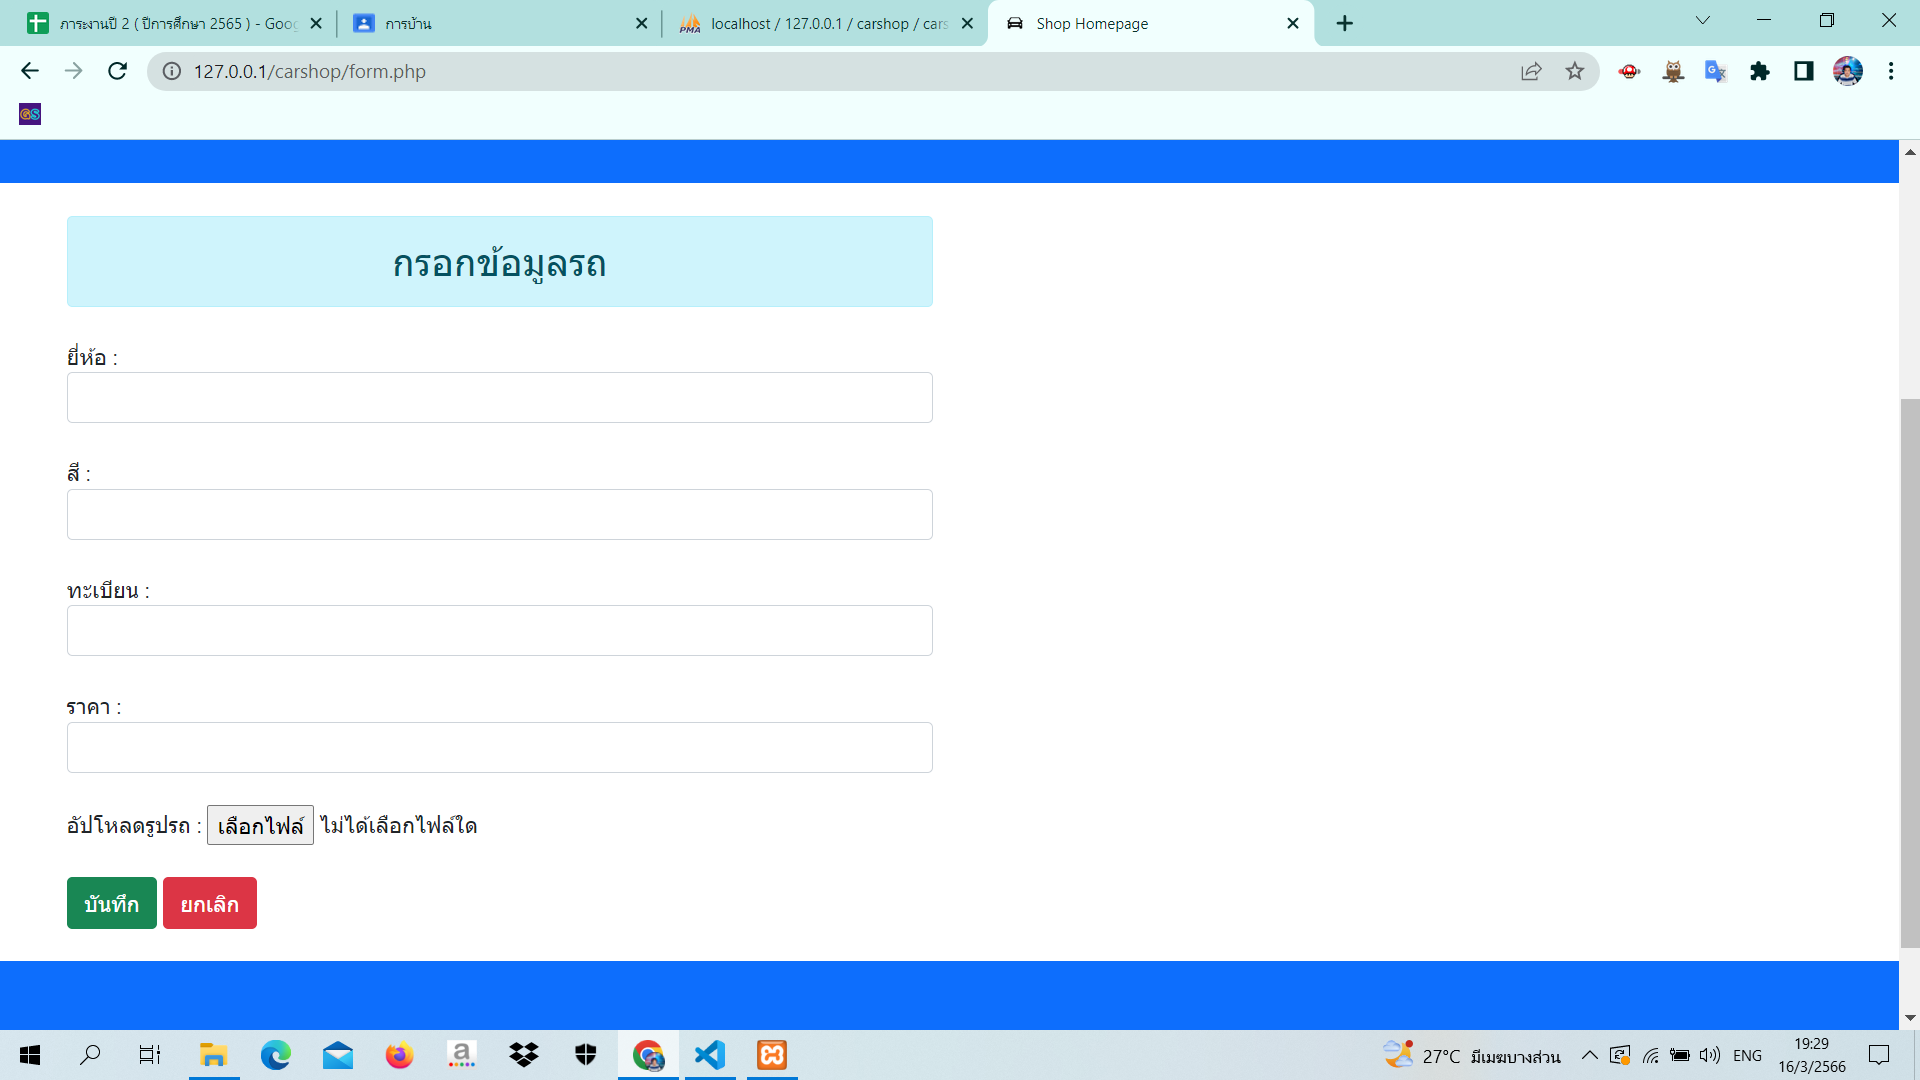 ภาระงานปี 2 ( ปีการศึกษา 2565 ) - Goog
การบ้าน
localhost / 127.0.0.1 / carshop / cars
Shop Homepage
127.0.0.1/carshop/form.php
GS
กรอกข้อมูลรถ
ยี่ห้อ :
สี :
ทะเบียน :
ราคา :
อัปโหลดรูปรถ : เลือกไฟล์ ไม่ได้เลือกไฟล์ใด
บันทึก ยกเลิก
27°C มีเมฆบางส่วน
ENG
19:29
16/3/2566